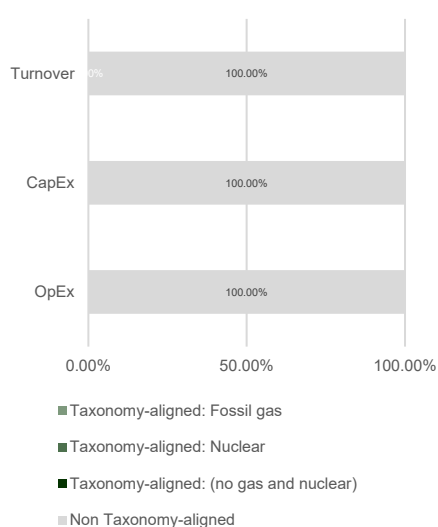 Turnover
0%
100.00%
CapEx
100.00%
OpEx
100.00%
0.00%
50.00%
100.00%
Taxonomy-aligned: Fossil gas
Taxonomy-aligned: Nuclear
Taxonomy-aligned: (no gas and nuclear)
Non Taxonomy-aligned